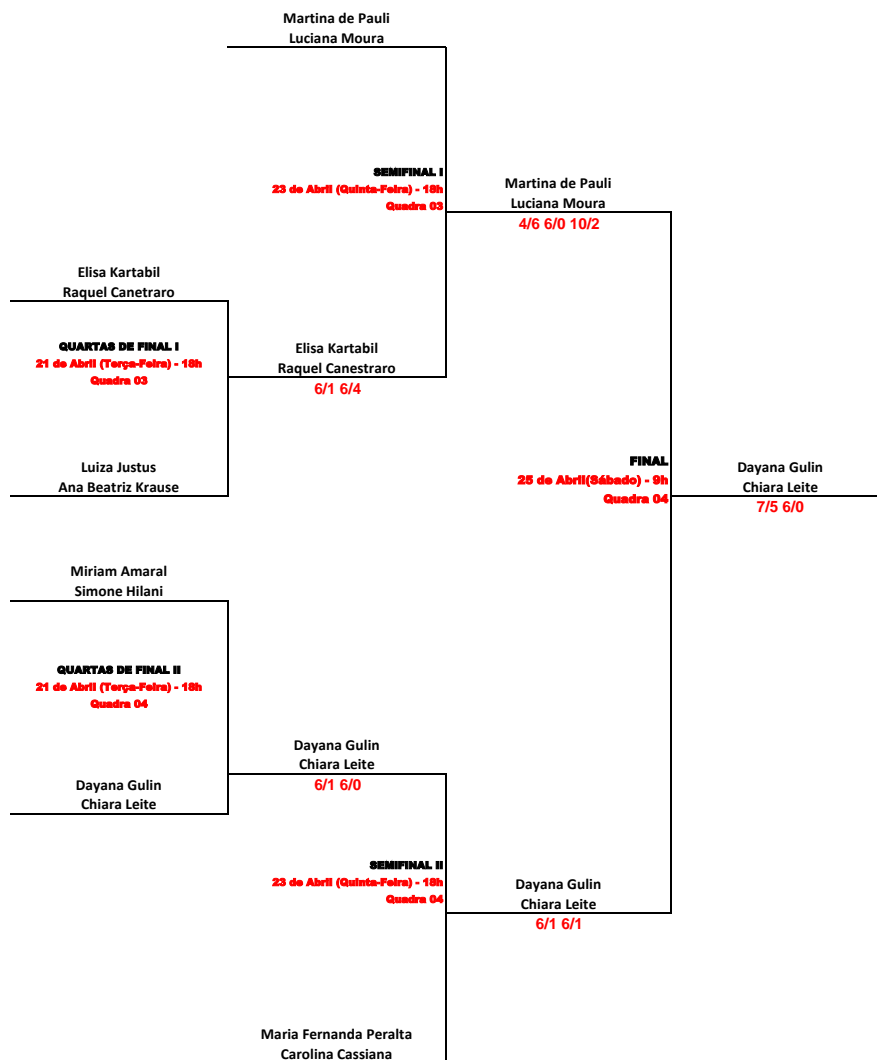 Martina de Pauli
Luciana Moura
SEMIFINAL I
23 de Abril (Quinta-Feira) - 18h
Quadra 03
Martina de Pauli
Luciana Moura
4/6 6/0 10/2
Elisa Kartabil
Raquel Canetraro
QUARTAS DE FINAL I
21 de Abril (Terça-Feira) - 18h
Quadra 03
Elisa Kartabil
Raquel Canestraro
6/1 6/4
Luiza Justus
Ana Beatriz Krause
FINAL
25 de Abril(Sábado) - 9h
Quadra 04
Dayana Gulin
Chiara Leite
7/5 6/0
Miriam Amaral
Simone Hilani
QUARTAS DE FINAL II
21 de Abril (Terça-Feira) - 18h
Quadra 04
Dayana Gulin
Chiara Leite
6/1 6/0
Dayana Gulin
Chiara Leite
SEMIFINAL II
23 de Abril (Quinta-Feira) - 18h
Quadra 04
Dayana Gulin
Chiara Leite
6/1 6/1
Maria Fernanda Peralta
Carolina Cassiana